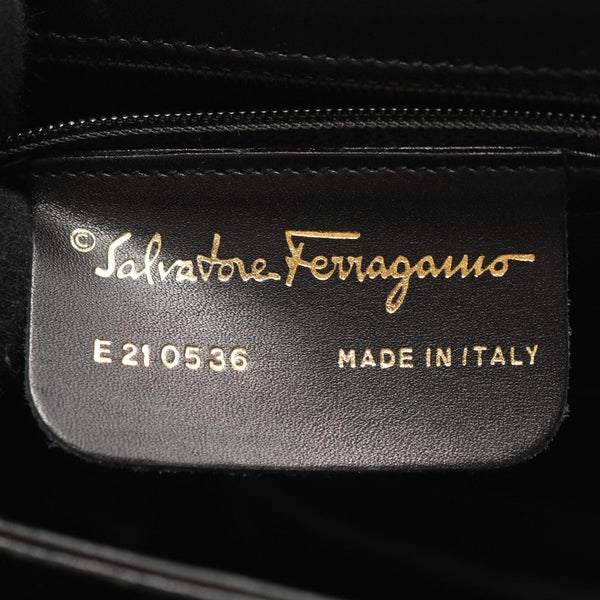 © Salvatore Ferragamo
E 21 0536 MADE IN ITALY